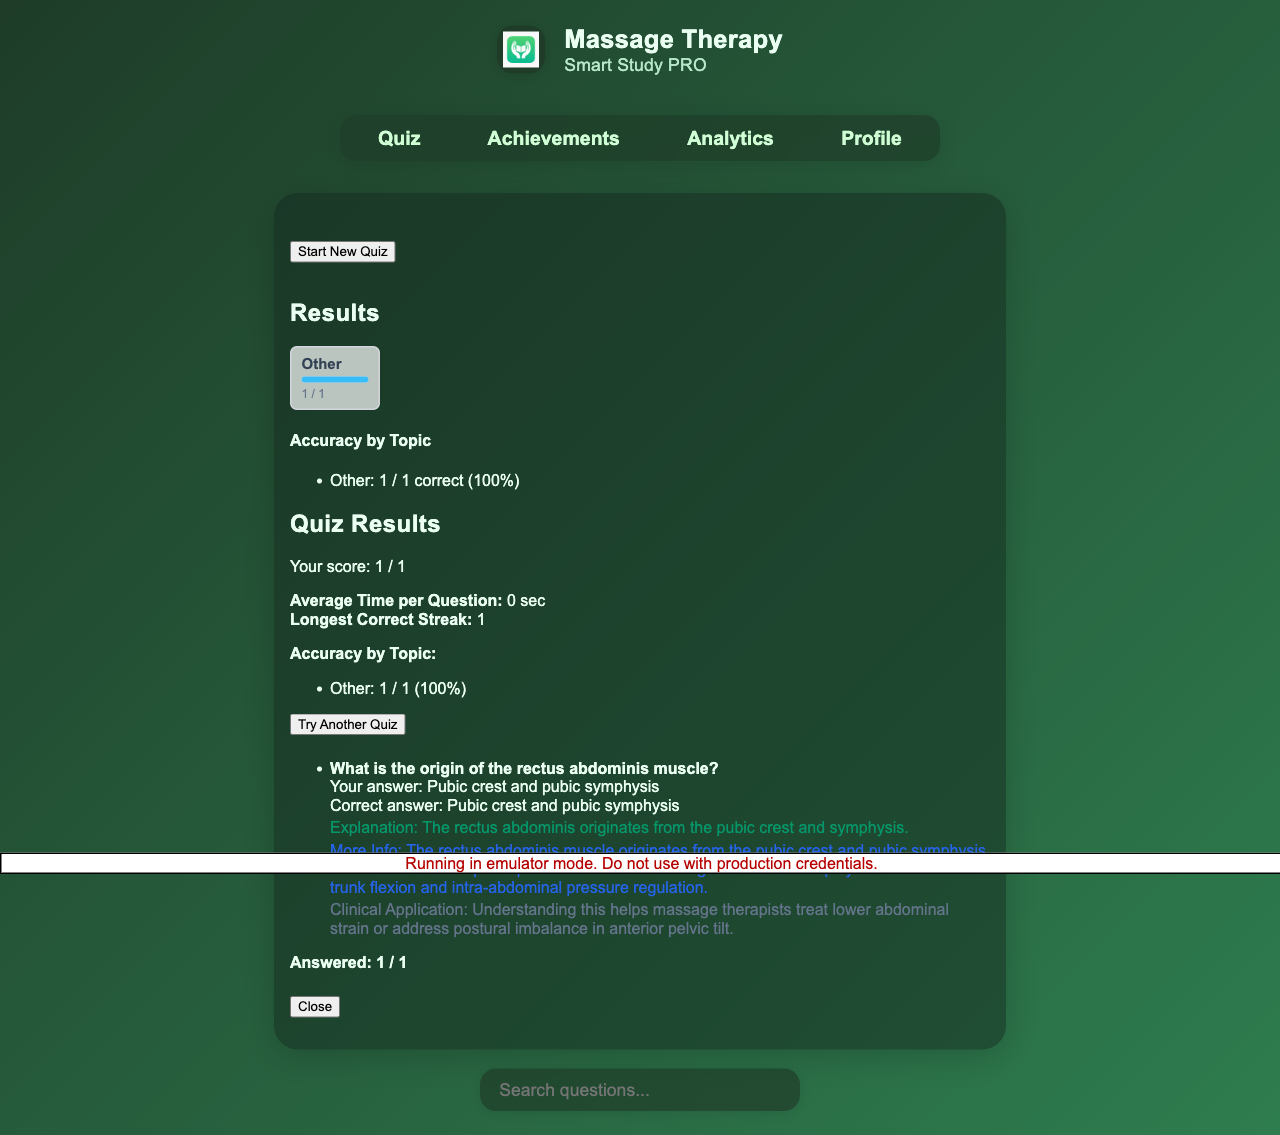 Massage Therapy
Smart Study PRO
Quiz
Achievements
Analytics
Profile
Start New Quiz
Results
Other
1 / 1
Accuracy by Topic
• Other: 1 / 1 correct (100%)
Quiz Results
Your score: 1 / 1
Average Time per Question: 0 sec
Longest Correct Streak: 1
Accuracy by Topic:
• Other: 1 / 1 (100%)
Try Another Quiz
• What is the origin of the rectus abdominis muscle?
Your answer: Pubic crest and pubic symphysis
Correct answer: Pubic crest and pubic symphysis
Explanation: The rectus abdominis originates from the pubic crest and symphysis.
More Info: The rectus abdominis muscle originates from the pubic crest and pubic symphysis
Running in emulator mode. Do not use with production credentials.
trunk flexion and intra-abdominal pressure regulation.
Clinical Application: Understanding this helps massage therapists treat lower abdominal
strain or address postural imbalance in anterior pelvic tilt.
Answered: 1 / 1
Close
Search questions...